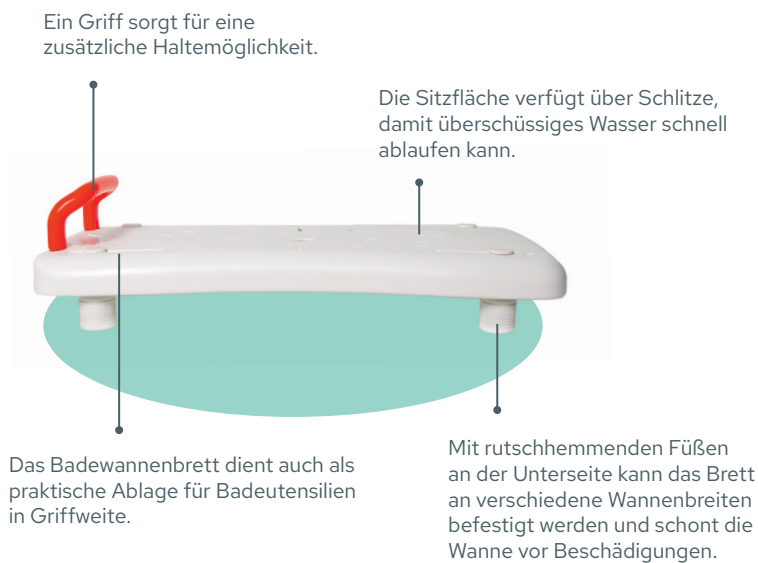 Ein Griff sorgt für eine
zusätzliche Haltemöglichkeit.
Die Sitzfläche verfügt über Schlitze,
damit überschüssiges Wasser schnell
ablaufen kann.
Das Badewannenbrett dient auch als
praktische Ablage für Badeutensilien
in Griffweite.
Mit rutschhemmenden Füßen
an der Unterseite kann das Brett
an verschiedene Wannenbreiten
befestigt werden und schont die
Wanne vor Beschädigungen.